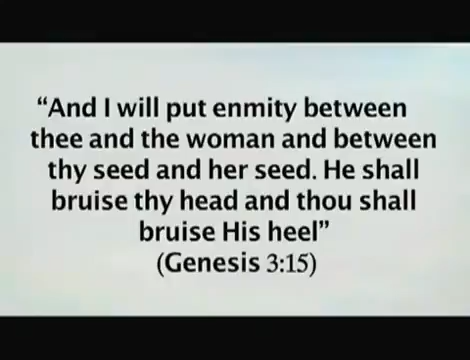 “And I will put enmity between
thee and the woman and between
thy seed and her seed. He shall
bruise thy head and thou shall
bruise His heel”
(Genesis 3:15)